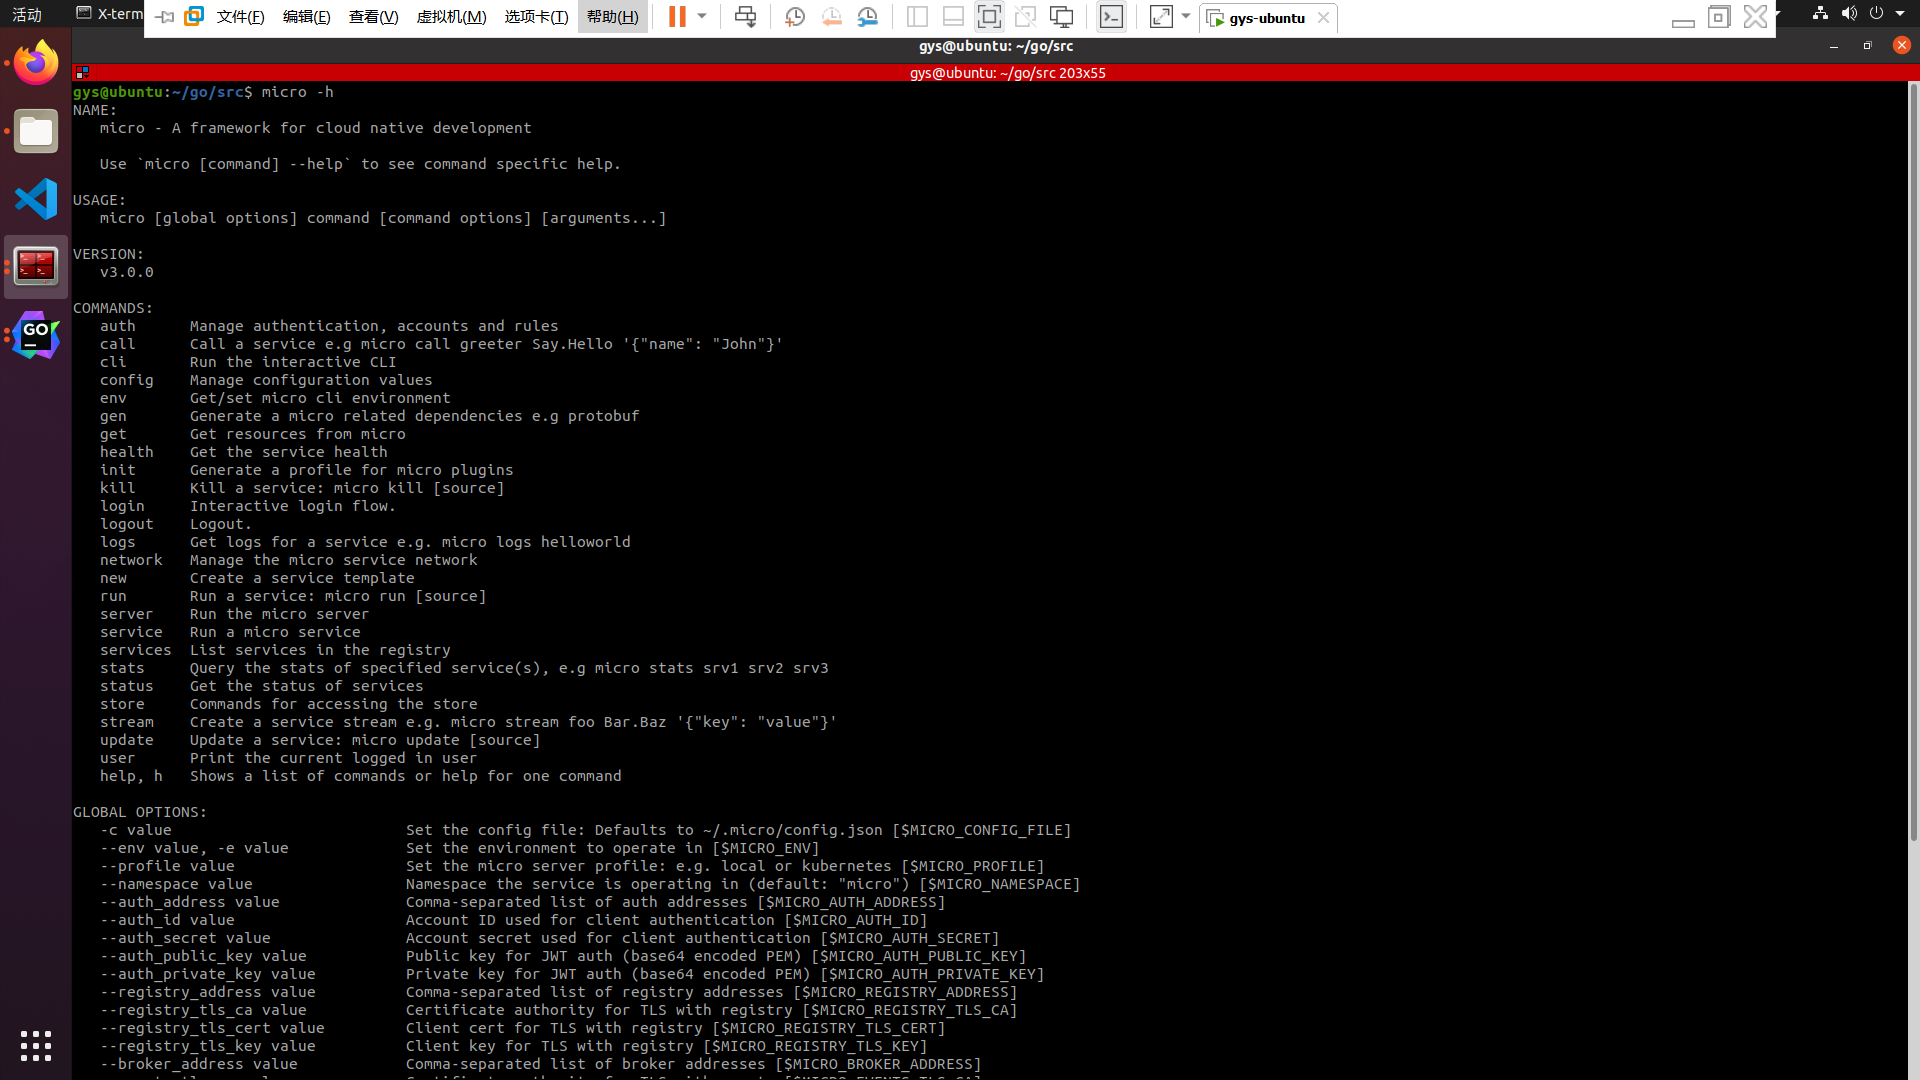 活动
X-term
文件(F) 编辑(E) 查看(V) 虚拟机(M) 选项卡(T) 帮助(H)
gys-ubuntu
gys@ubuntu: ~/go/src
gys@ubuntu: ~/go/src 203x55
gys@ubuntu:~/go/src$ micro -h
NAME:
   micro - A framework for cloud native development

   Use `micro [command] --help` to see command specific help.

USAGE:
   micro [global options] command [command options] [arguments...]

VERSION:
   v3.0.0

COMMANDS:
   auth      Manage authentication, accounts and rules
   call      Call a service e.g micro call greeter Say.Hello '{"name": "John"}'
   cli       Run the interactive CLI
   config    Manage configuration values
   env       Get/set micro cli environment
   gen       Generate a micro related dependencies e.g protobuf
   get       Get resources from micro
   health    Get the service health
   init      Generate a profile for micro plugins
   kill      Kill a service: micro kill [source]
   login     Interactive login flow.
   logout    Logout.
   logs      Get logs for a service e.g. micro logs helloworld
   network   Manage the micro service network
   new       Create a service template
   run       Run a service: micro run [source]
   server    Run the micro server
   service   Run a micro service
   services  List services in the registry
   stats     Query the stats of specified service(s), e.g micro stats srv1 srv2 srv3
   status    Get the status of services
   store     Commands for accessing the store
   stream    Create a service stream e.g. micro stream foo Bar.Baz '{"key": "value"}'
   update    Update a service: micro update [source]
   user      Print the current logged in user
   help, h   Shows a list of commands or help for one command

GLOBAL OPTIONS:
   -c value                          Set the config file: Defaults to ~/.micro/config.json [$MICRO_CONFIG_FILE]
   --env value, -e value             Set the environment to operate in [$MICRO_ENV]
   --profile value                   Set the micro server profile: e.g. local or kubernetes [$MICRO_PROFILE]
   --namespace value                 Namespace the service is operating in (default: "micro") [$MICRO_NAMESPACE]
   --auth_address value              Comma-separated list of auth addresses [$MICRO_AUTH_ADDRESS]
   --auth_id value                   Account ID used for client authentication [$MICRO_AUTH_ID]
   --auth_secret value               Account secret used for client authentication [$MICRO_AUTH_SECRET]
   --auth_public_key value           Public key for JWT auth (base64 encoded PEM) [$MICRO_AUTH_PUBLIC_KEY]
   --auth_private_key value          Private key for JWT auth (base64 encoded PEM) [$MICRO_AUTH_PRIVATE_KEY]
   --registry_address value          Comma-separated list of registry addresses [$MICRO_REGISTRY_ADDRESS]
   --registry_tls_ca value           Certificate authority for TLS with registry [$MICRO_REGISTRY_TLS_CA]
   --registry_tls_cert value         Client cert for TLS with registry [$MICRO_REGISTRY_TLS_CERT]
   --registry_tls_key value          Client key for TLS with registry [$MICRO_REGISTRY_TLS_KEY]
   --broker_address value            Comma-separated list of broker addresses [$MICRO_BROKER_ADDRESS]
GO